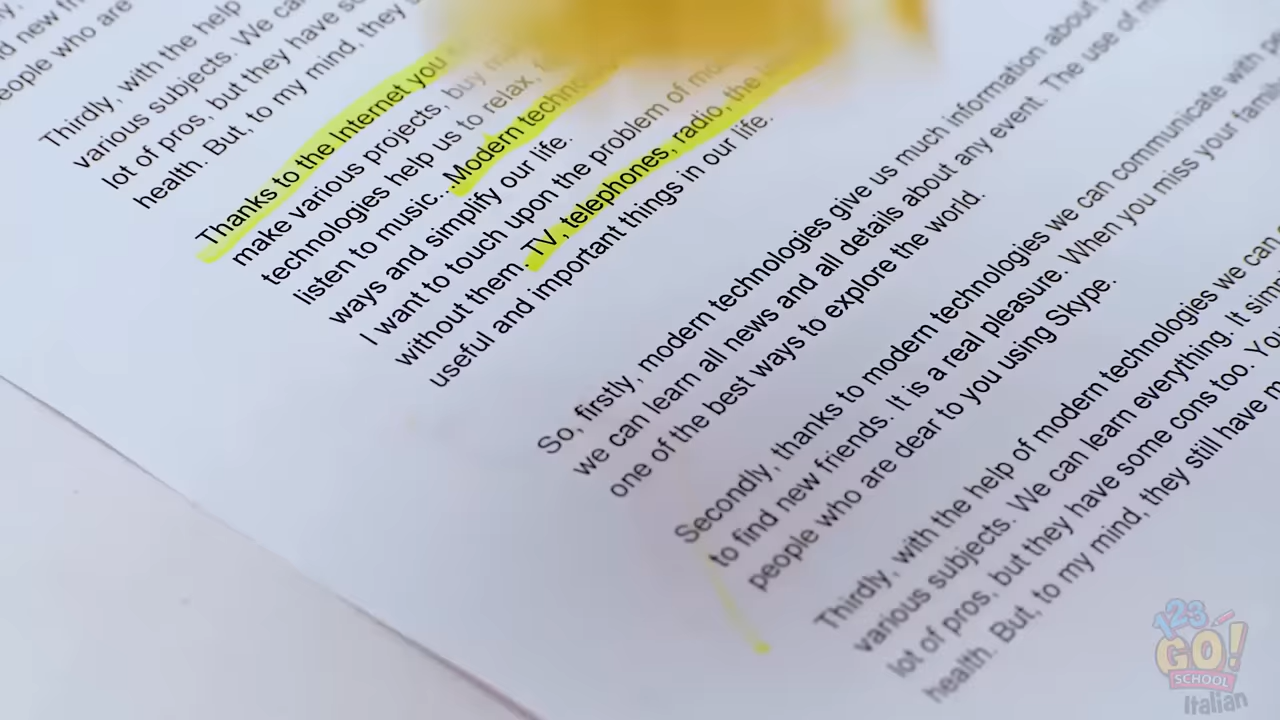 d new fr
eople who are
Thirdly, with the help
various subjects. We ca
lot of pros, but they have so
health. But, to my mind, they
Thanks to the Internet you
make various projects, buy
technologies help us to relax,
listen to music. .Modern techno
ways and simplify our life.
I want to touch upon the problem of mo
without them. TV, telephones, radio, the
useful and important things in our life.
So, firstly, modern technologies give us much information about
we can learn all news and all details about any event. The use of
one of the best ways to explore the world.
Secondly, thanks to modern technologies we can communicate with
to find new friends. It is a real pleasure. When you miss your family
people who are dear to you using Skype.
Thirdly, with the help of modern technologies we can
various subjects. We can learn everything. It simp
lot of pros, but they have some cons too. You
health. But, to my mind, they still have m
123
GO!
SCHOOL
Italian